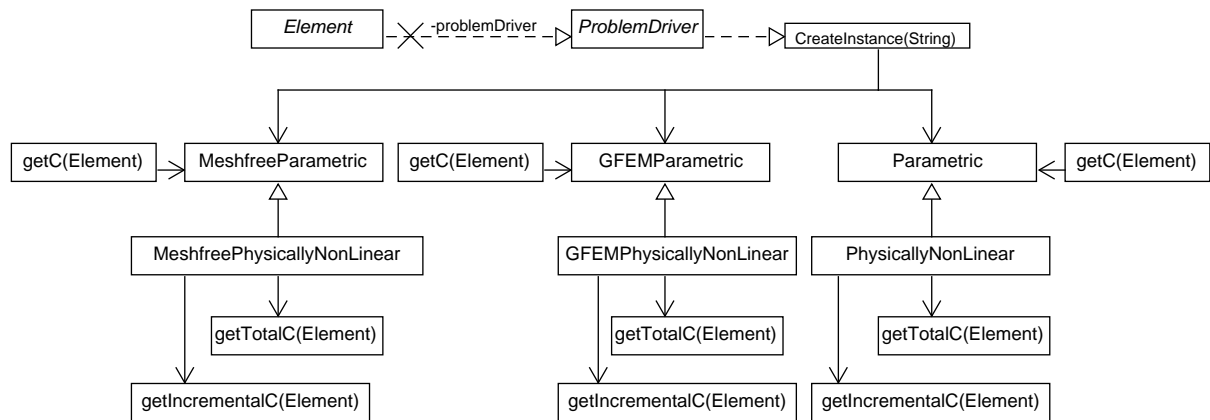 Element
-problemDriver
ProblemDriver
CreateInstance(String)
getC(Element)
MeshfreeParametric
getC(Element)
GFEMParametric
Parametric
getC(Element)
MeshfreePhysicallyNonLinear
GFEMPhysicallyNonLinear
PhysicallyNonLinear
getTotalC(Element)
getTotalC(Element)
getTotalC(Element)
getIncrementalC(Element)
getIncrementalC(Element)
getIncrementalC(Element)